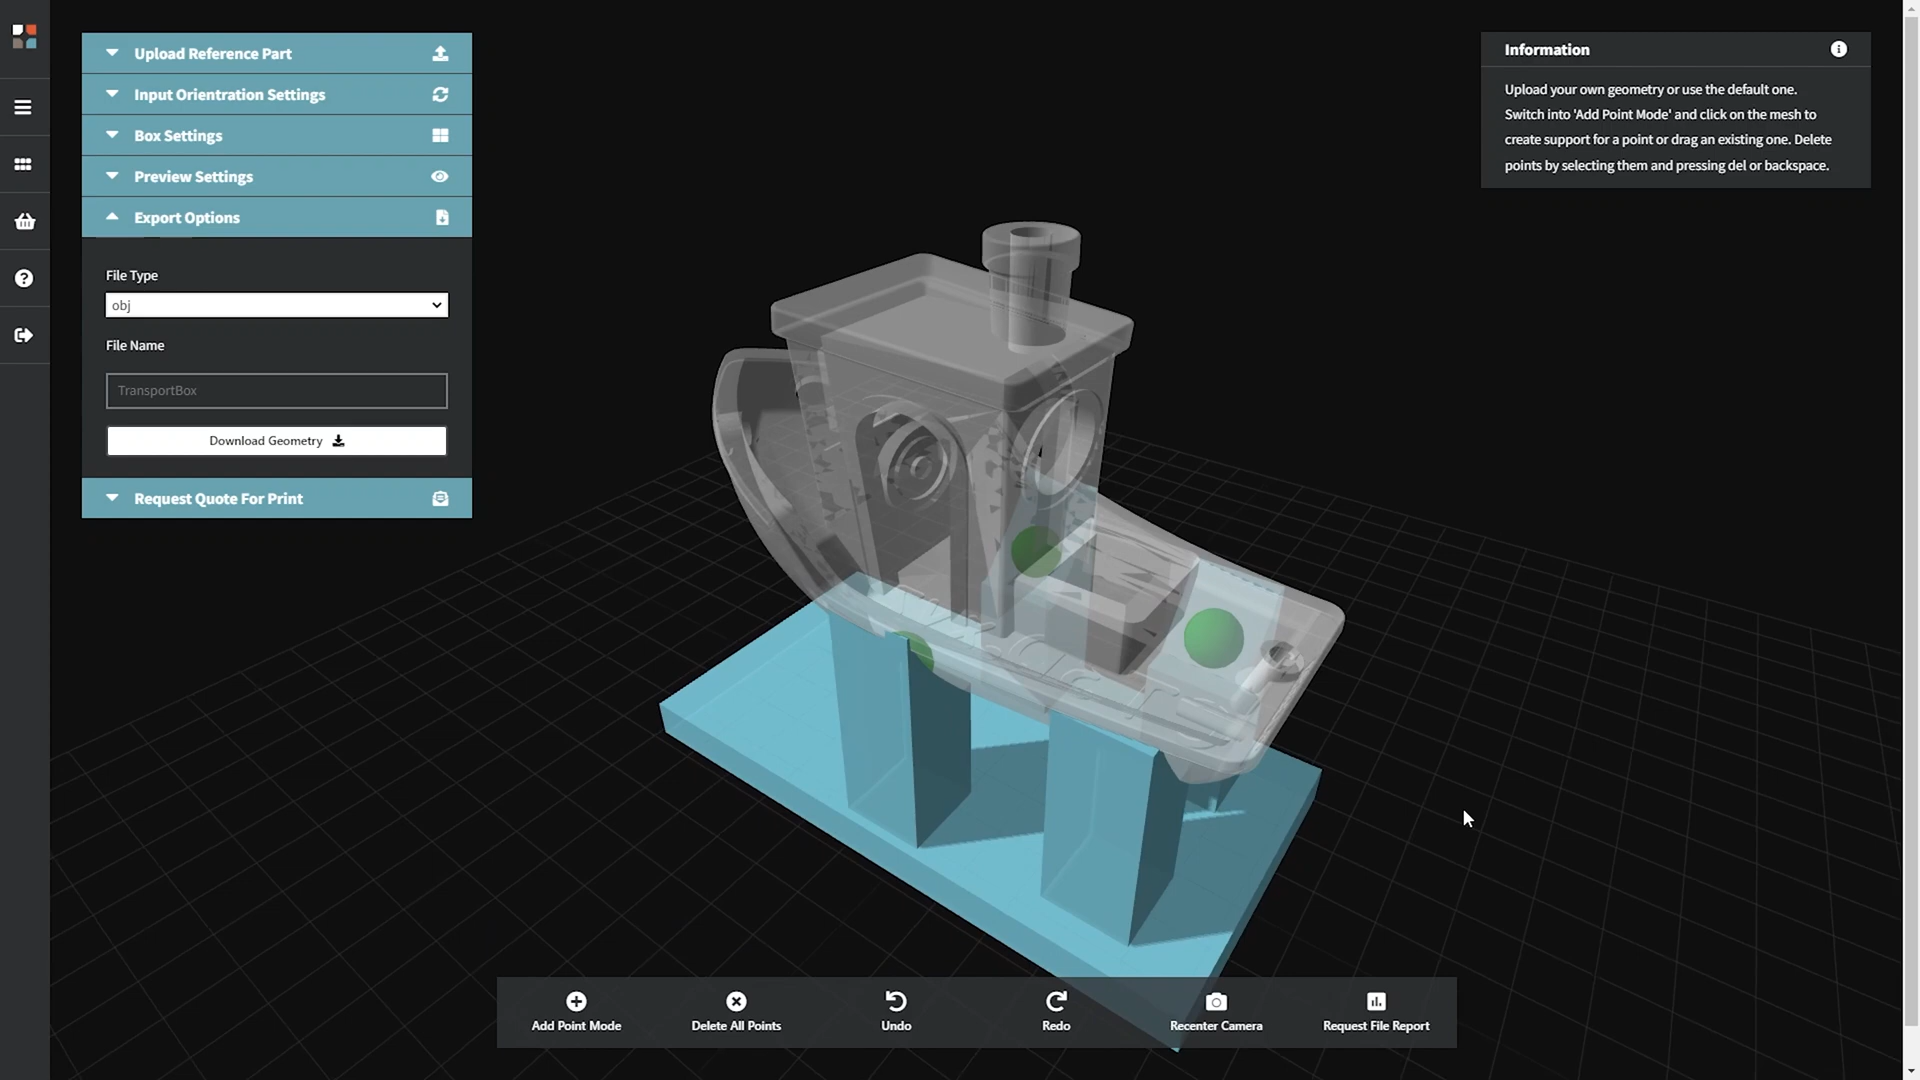 Upload Reference Part
Input Orientration Settings
Box Settings
Preview Settings
Export Options
File Type
obj
File Name
TransportBox
Download Geometry
Request Quote For Print
Information
Upload your own geometry or use the default one.
Switch into 'Add Point Mode' and click on the mesh to
create support for a point or drag an existing one. Delete
points by selecting them and pressing del or backspace.
Add Point Mode
Delete All Points
Undo
Redo
Recenter Camera
Request File Report